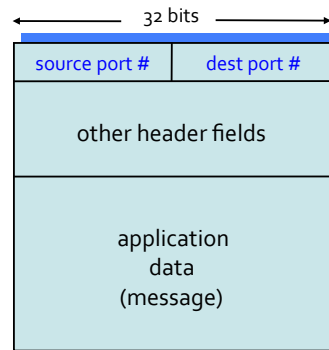 32 bits
source port # dest port #
other header fields
application
data
(message)